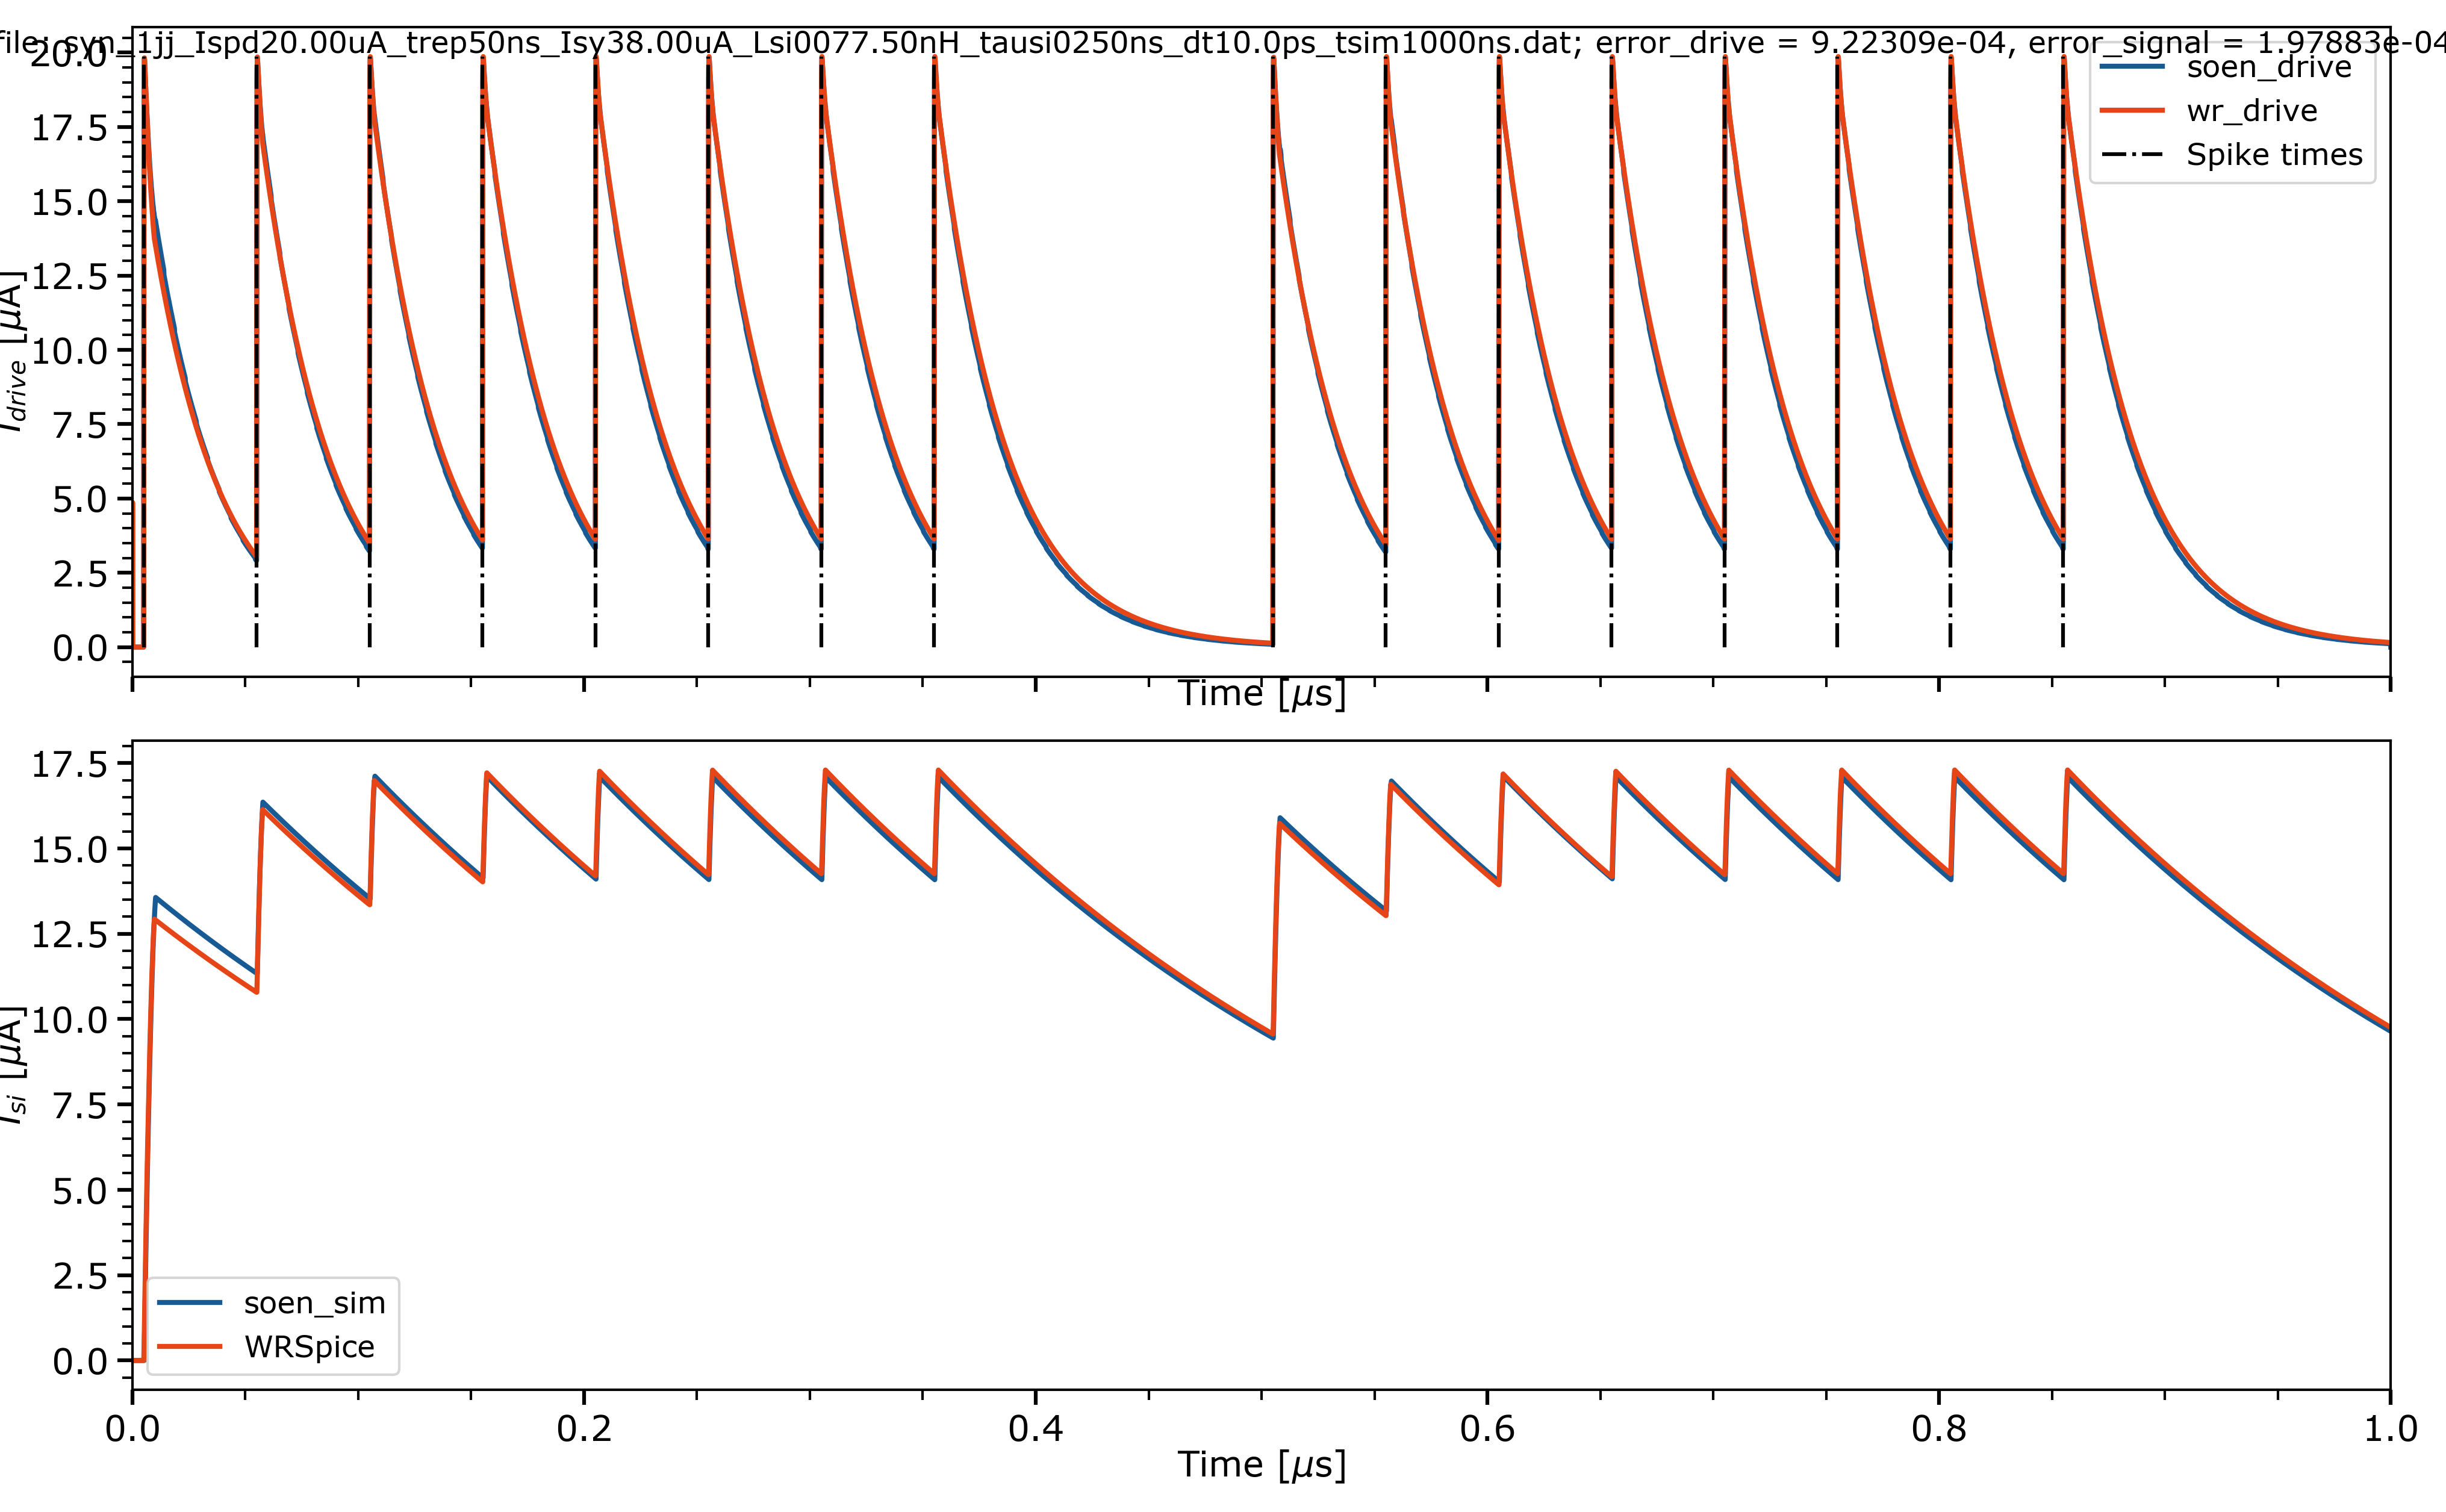 file: syn_1jj_Ispd20.00uA_trep50ns_Isy38.00uA_Lsi0077.50nH_tausi0250ns_dt10.0ps_tsim1000ns.dat; error_drive = 9.22309e-04, error_signal = 1.97883e-04
20.0
17.5
15.0
12.5
10.0
7.5
5.0
2.5
0.0
I_drive [μA]
soen_drive
wr_drive
Spike times
Time [μs]
17.5
15.0
12.5
10.0
7.5
5.0
2.5
0.0
I_si [μA]
soen_sim
WRSpice
0.0 0.2 0.4 0.6 0.8 1.0
Time [μs]